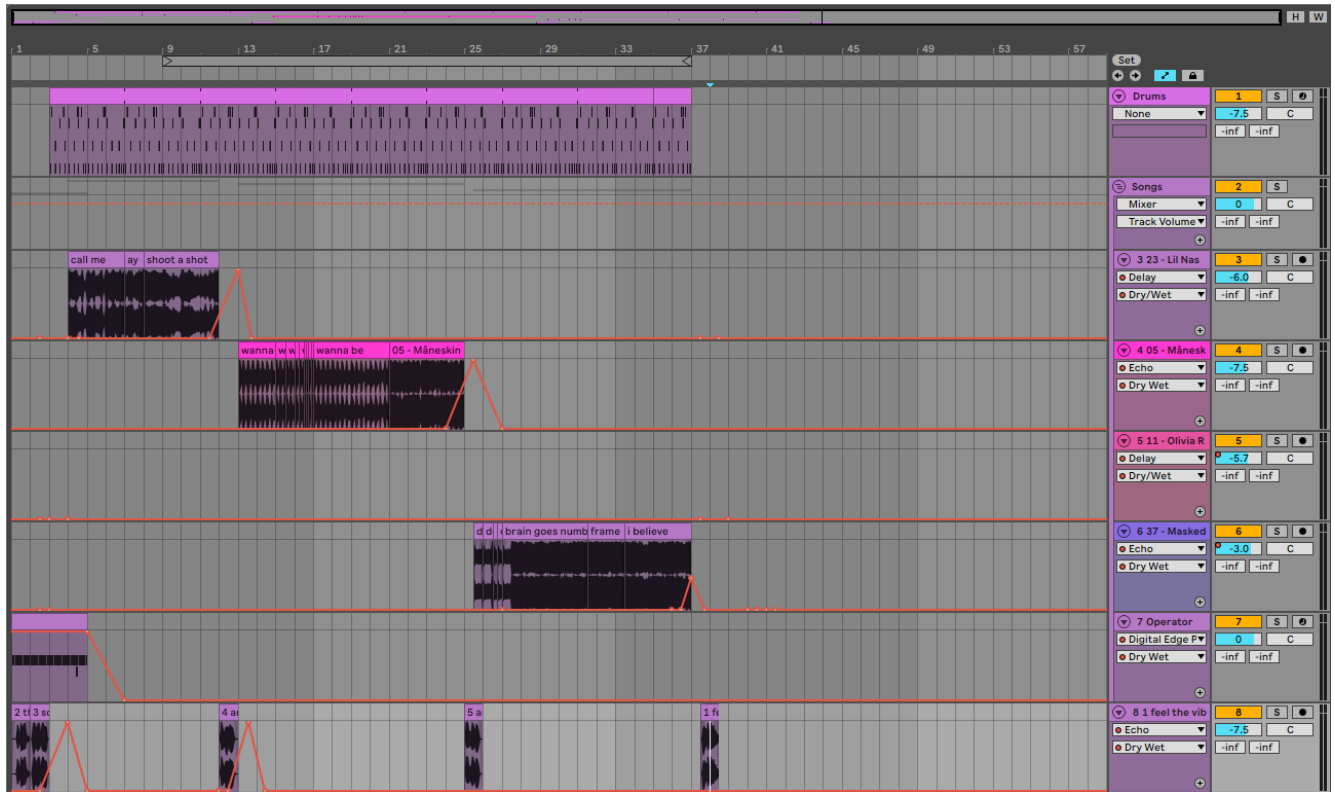 H W
1 5 9 13 17 21 25 29 33 37 41 45 49 53 57
Set
Drums 1 S
None -7.5 C
-inf -inf
Songs 2 S
Mixer 0 C
Track Volume -inf -inf
call me ay shoot a shot
3 23 - Lil Nas 3 S
Delay -6.0 C
Dry/Wet -inf -inf
wanna w w wanna be 05 - Måneskin
4 05 - Månesk 4 S
Echo -7.5 C
Dry Wet -inf -inf
5 11 - Olivia R 5 S
Delay -5.7 C
Dry/Wet -inf -inf
d d brain goes numb frame i believe
6 37 - Masked 6 S
Echo -3.0 C
Dry Wet -inf -inf
7 Operator 7 S
Digital Edge P 0 C
Dry Wet -inf -inf
2 th 3 so 4 a 5 a 1 fe
8 1 feel the vib 8 S
Echo -7.5 C
Dry Wet -inf -inf